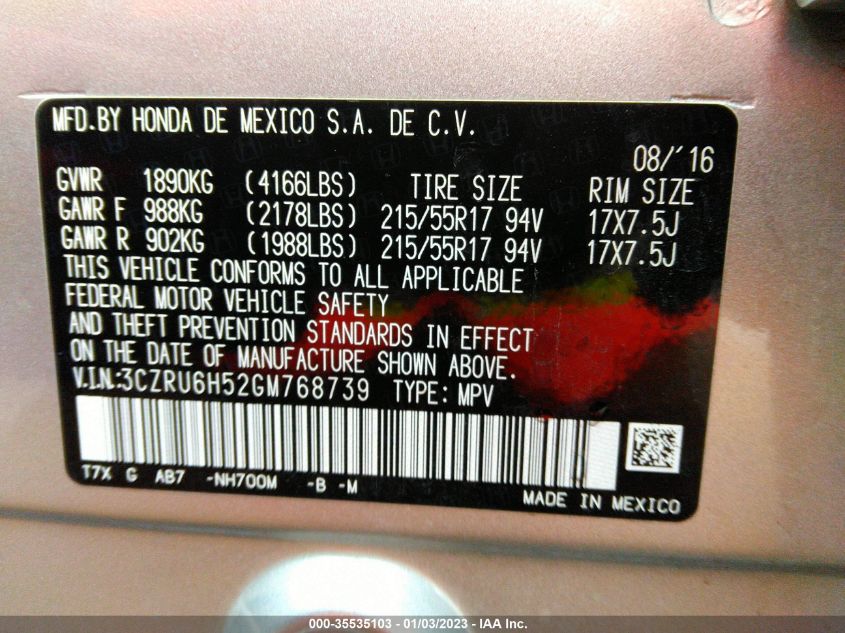 MFD.BY HONDA DE MEXICO S.A. DE C.V.
08/'16
GVWR 1890KG (4166LBS) TIRE SIZE RIM SIZE
GAWR F 988KG (2178LBS) 215/55R17 94V 17X7.5J
GAWR R 902KG (1988LBS) 215/55R17 94V 17X7.5J
THIS VEHICLE CONFORMS TO ALL APPLICABLE
FEDERAL MOTOR VEHICLE SAFETY
AND THEFT PREVENTION STANDARDS IN EFFECT
ON THE DATE OF MANUFACTURE SHOWN ABOVE.
V.I.N:3CZRU6H52GM768739 TYPE: MPV
T7X G AB7 -NH700M -B -M
MADE IN MEXICO
000-35535103 - 01/03/2023 - IAA Inc.